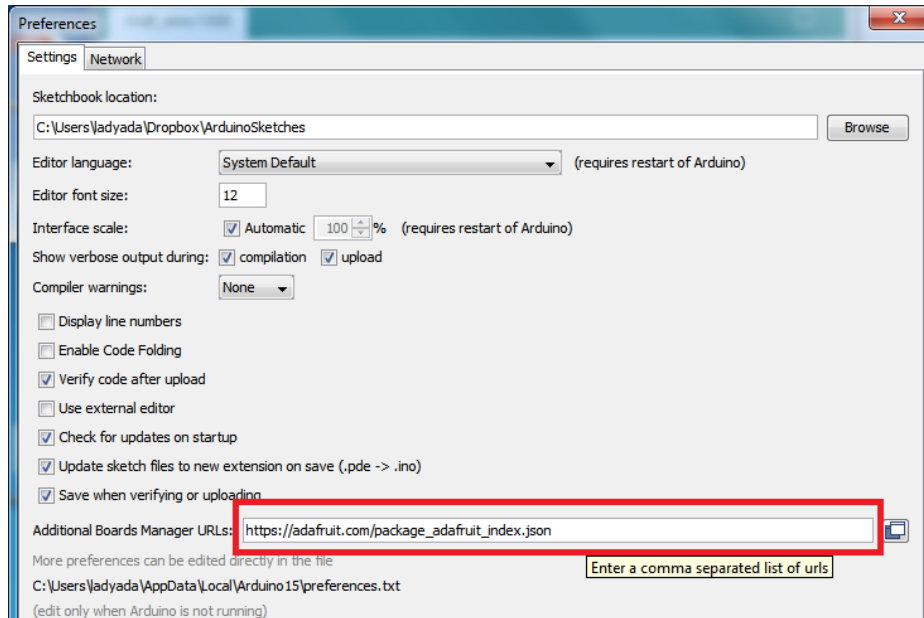 Preferences
Settings Network
Sketchbook location:
C:\Users\ladyada\Dropbox\ArduinoSketches Browse
Editor language: System Default (requires restart of Arduino)
Editor font size: 12
Interface scale: Automatic 100 % (requires restart of Arduino)
Show verbose output during: compilation upload
Compiler warnings: None
Display line numbers
Enable Code Folding
Verify code after upload
Use external editor
Check for updates on startup
Update sketch files to new extension on save (.pde -> .ino)
Save when verifying or uploading
Additional Boards Manager URLs: https://adafruit.com/package_adafruit_index.json
More preferences can be edited directly in the file
Enter a comma separated list of urls
C:\Users\ladyada\AppData\Local\Arduino15\preferences.txt
(edit only when Arduino is not running)